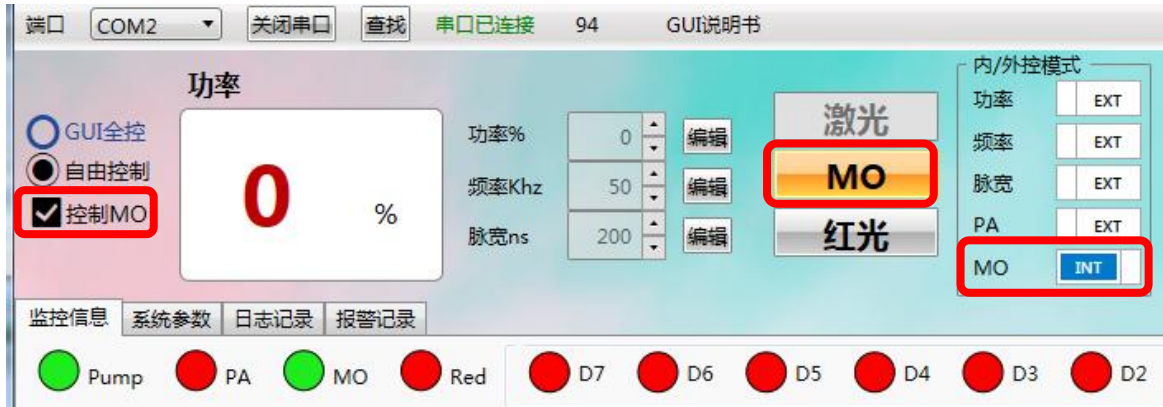 端口 COM2 关闭串口 查找 串口已连接 94 GUI说明书
内/外控模式
功率
GUI全控
自由控制
控制MO
0 %
功率% 0 编辑
频率Khz 50 编辑
脉宽ns 200 编辑
激光
MO
红光
功率 EXT
频率 EXT
脉宽 EXT
PA EXT
MO INT
监控信息 系统参数 日志记录 报警记录
Pump PA MO Red D7 D6 D5 D4 D3 D2